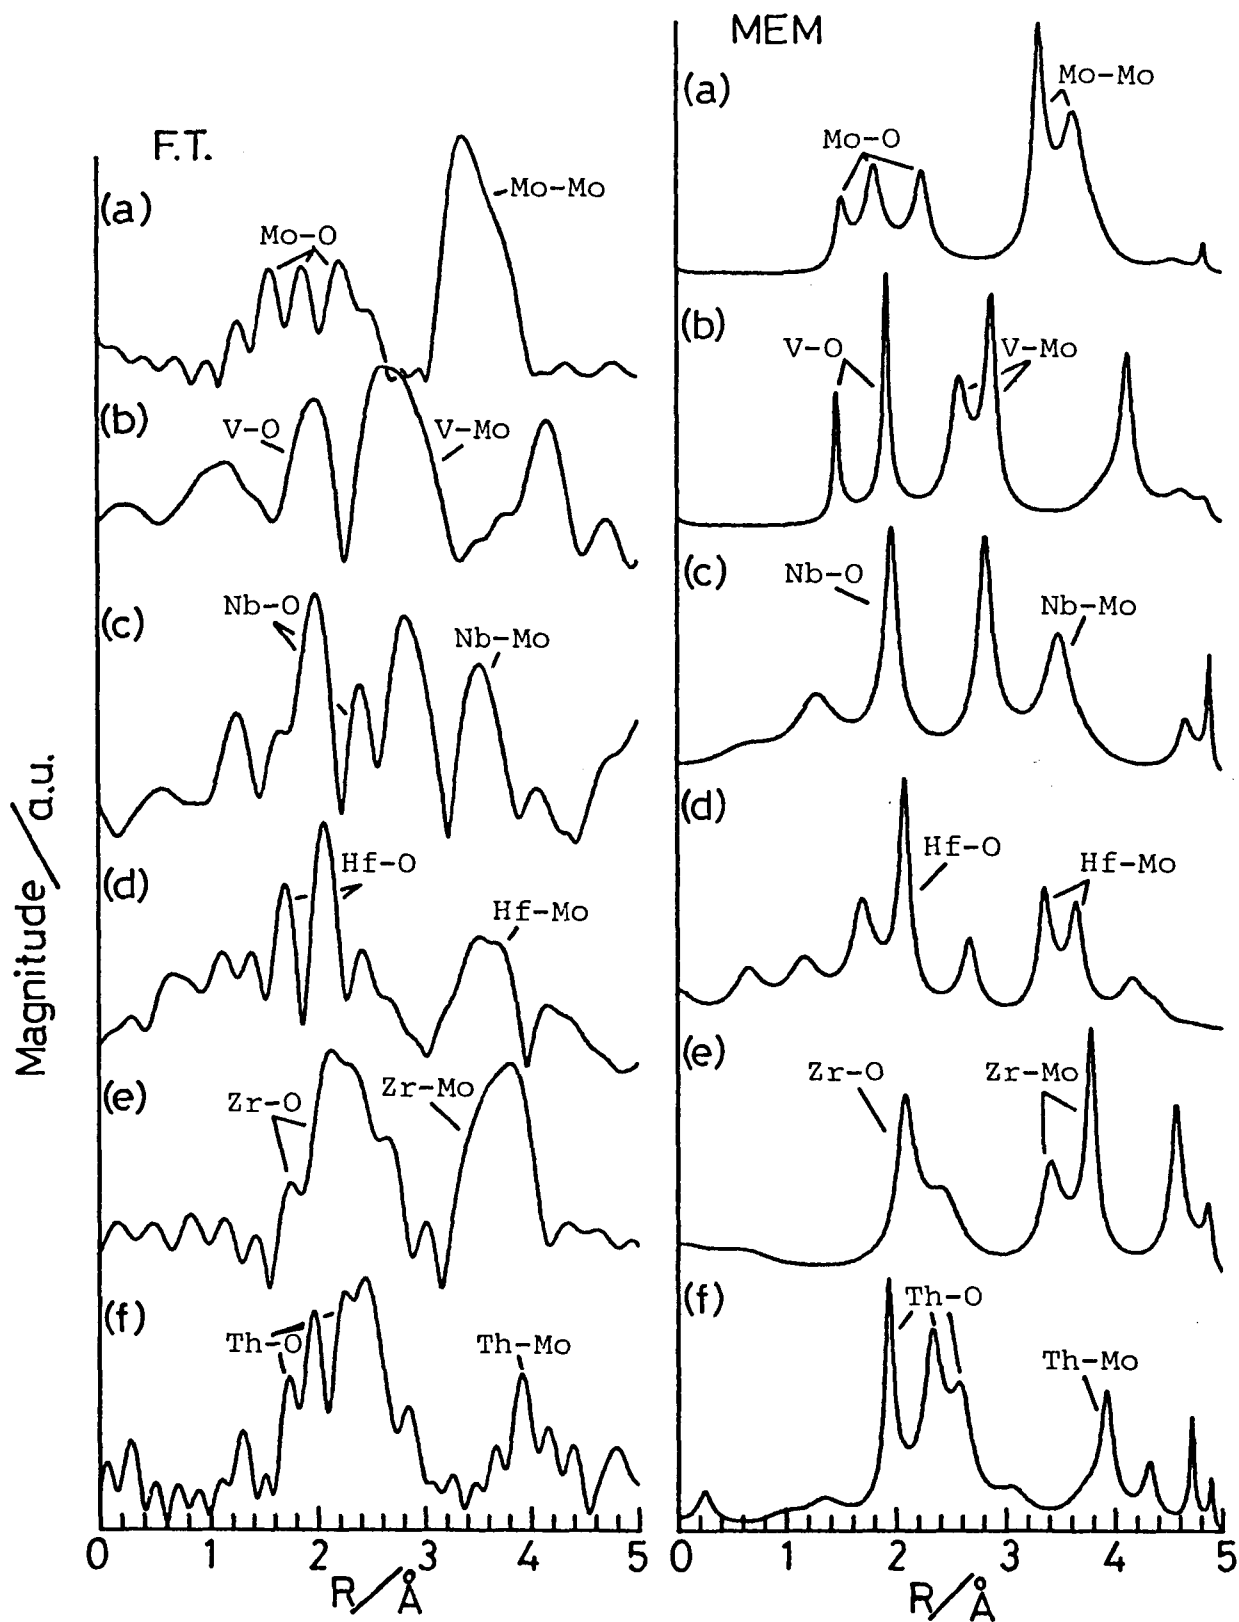 F.T.
(a)
Mo-O
Mo-Mo
(b)
V-O
V-Mo
(c)
Nb-O
Nb-Mo
(d)
Hf-O
Hf-Mo
(e)
Zr-O
Zr-Mo
(f)
Th-O
Th-Mo
Magnitude/a.u.
0 1 2 3 4 5
R/Å
MEM
(a)
Mo-O
Mo-Mo
(b)
V-O
V-Mo
(c)
Nb-O
Nb-Mo
(d)
Hf-O
Hf-Mo
(e)
Zr-O
Zr-Mo
(f)
Th-O
Th-Mo
0 1 2 3 4 5
R/Å